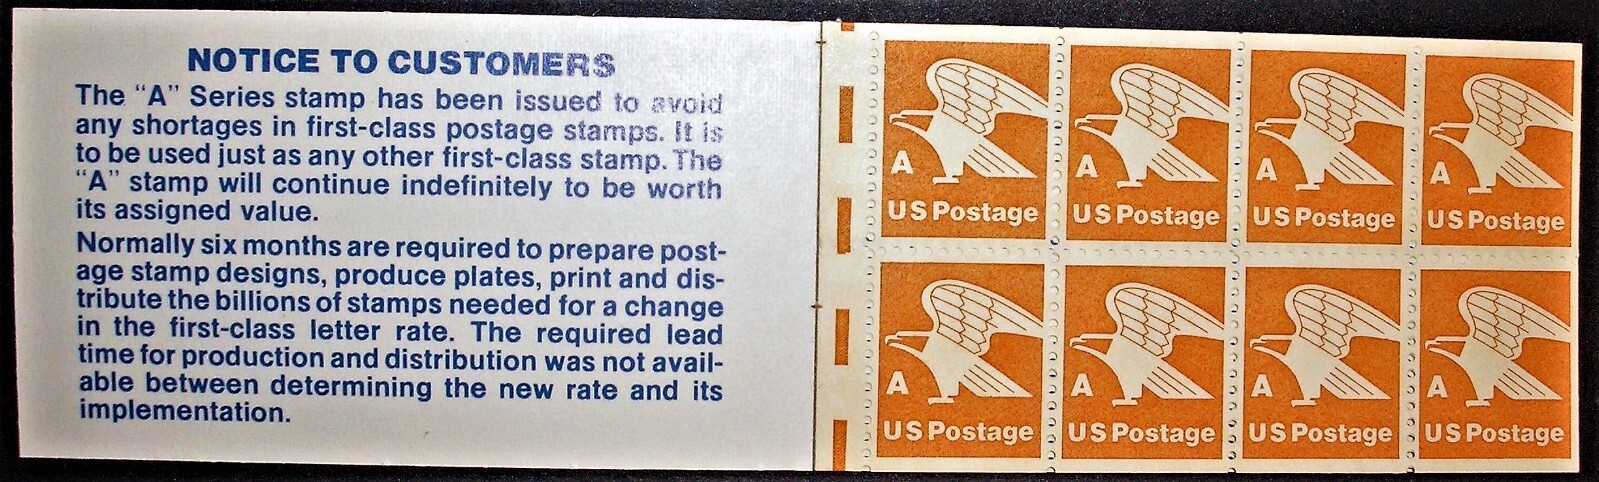 NOTICE TO CUSTOMERS
The “A” Series stamp has been issued to avoid
any shortages in first-class postage stamps. It is
to be used just as any other first-class stamp. The
“A” stamp will continue indefinitely to be worth
its assigned value.
Normally six months are required to prepare post-
age stamp designs, produce plates, print and dis-
tribute the billions of stamps needed for a change
in the first-class letter rate. The required lead
time for production and distribution was not avail-
able between determining the new rate and its
implementation.
A
US Postage
A
US Postage
A
US Postage
A
US Postage
A
US Postage
A
US Postage
A
US Postage
A
US Postage